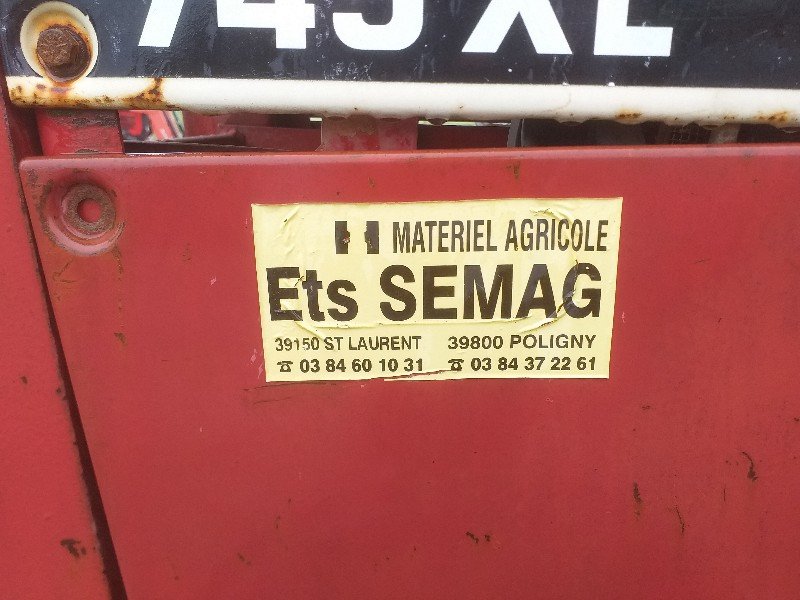 745 XL
MATERIEL AGRICOLE
Ets SEMAG
39150 ST LAURENT 39800 POLIGNY
☎ 03 84 60 10 31 ☎ 03 84 37 22 61